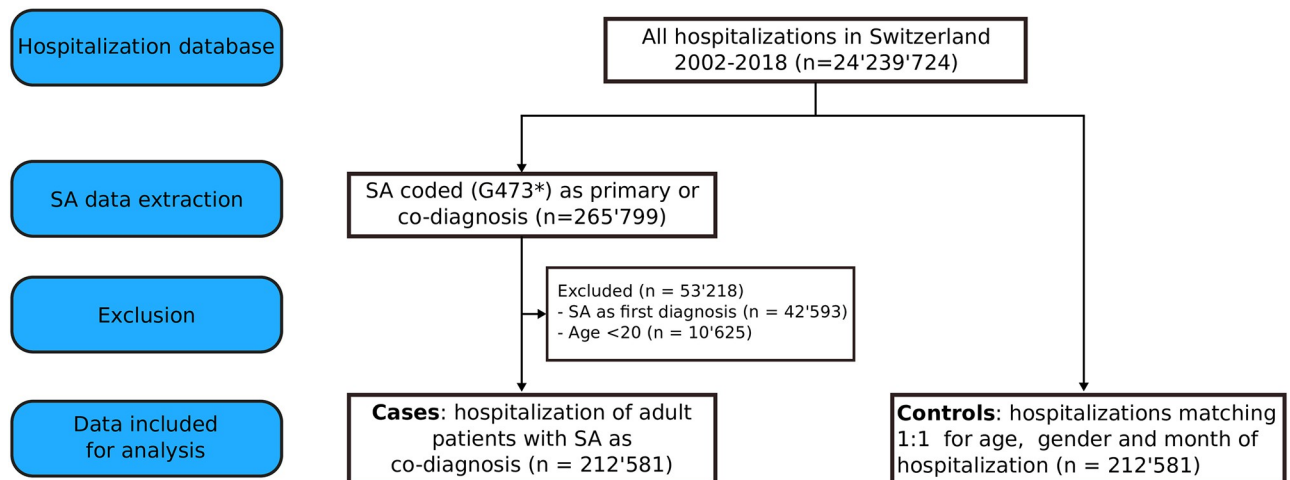 Hospitalization database
All hospitalizations in Switzerland
2002-2018 (n=24'239'724)
SA data extraction
SA coded (G473*) as primary or
co-diagnosis (n=265'799)
Exclusion
Excluded (n = 53'218)
- SA as first diagnosis (n = 42'593)
- Age <20 (n = 10'625)
Data included
for analysis
Cases: hospitalization of adult
patients with SA as
co-diagnosis (n = 212'581)
Controls: hospitalizations matching
1:1 for age, gender and month of
hospitalization (n = 212'581)